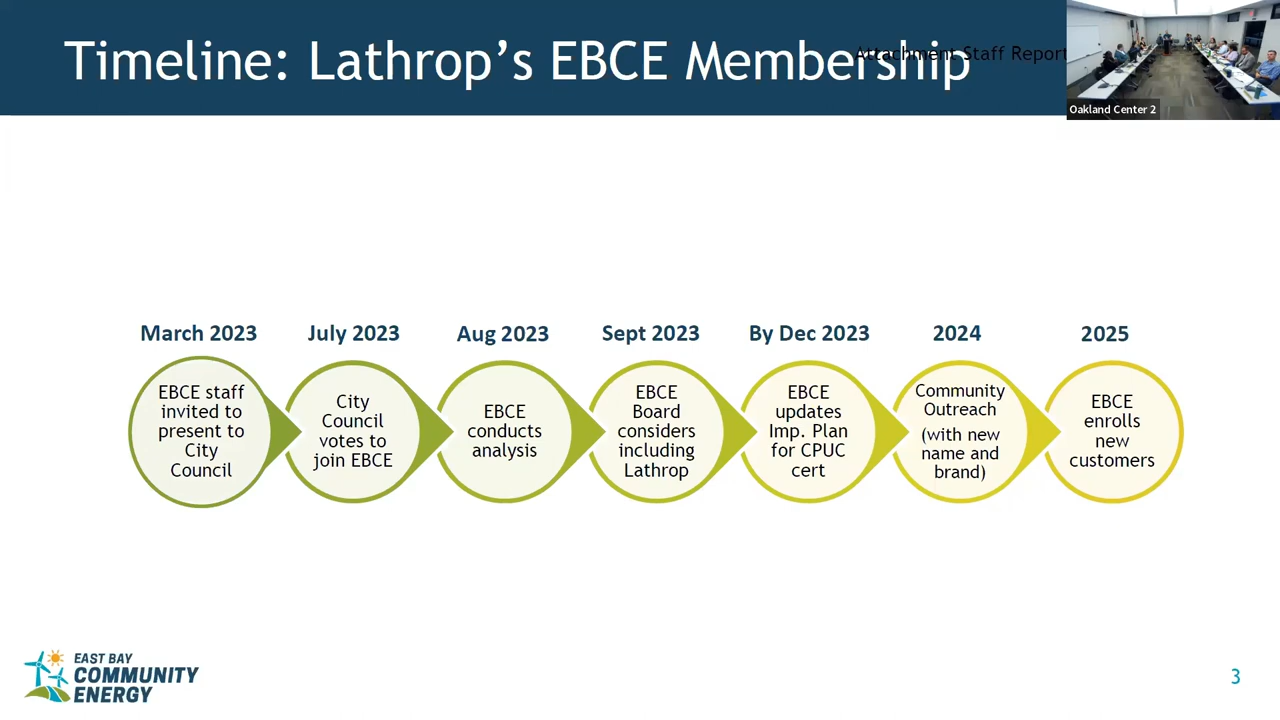 Timeline: Lathrop's EBCE Membership
Attachment Staff Report
Oakland Center 2
March 2023
EBCE staff
invited to
present to
City
Council
July 2023
City
Council
votes to
join EBCE
Aug 2023
EBCE
conducts
analysis
Sept 2023
EBCE
Board
considers
including
Lathrop
By Dec 2023
EBCE
updates
Imp. Plan
for CPUC
cert
2024
Community
Outreach
(with new
name and
brand)
2025
EBCE
enrolls
new
customers
EAST BAY
COMMUNITY
ENERGY
3